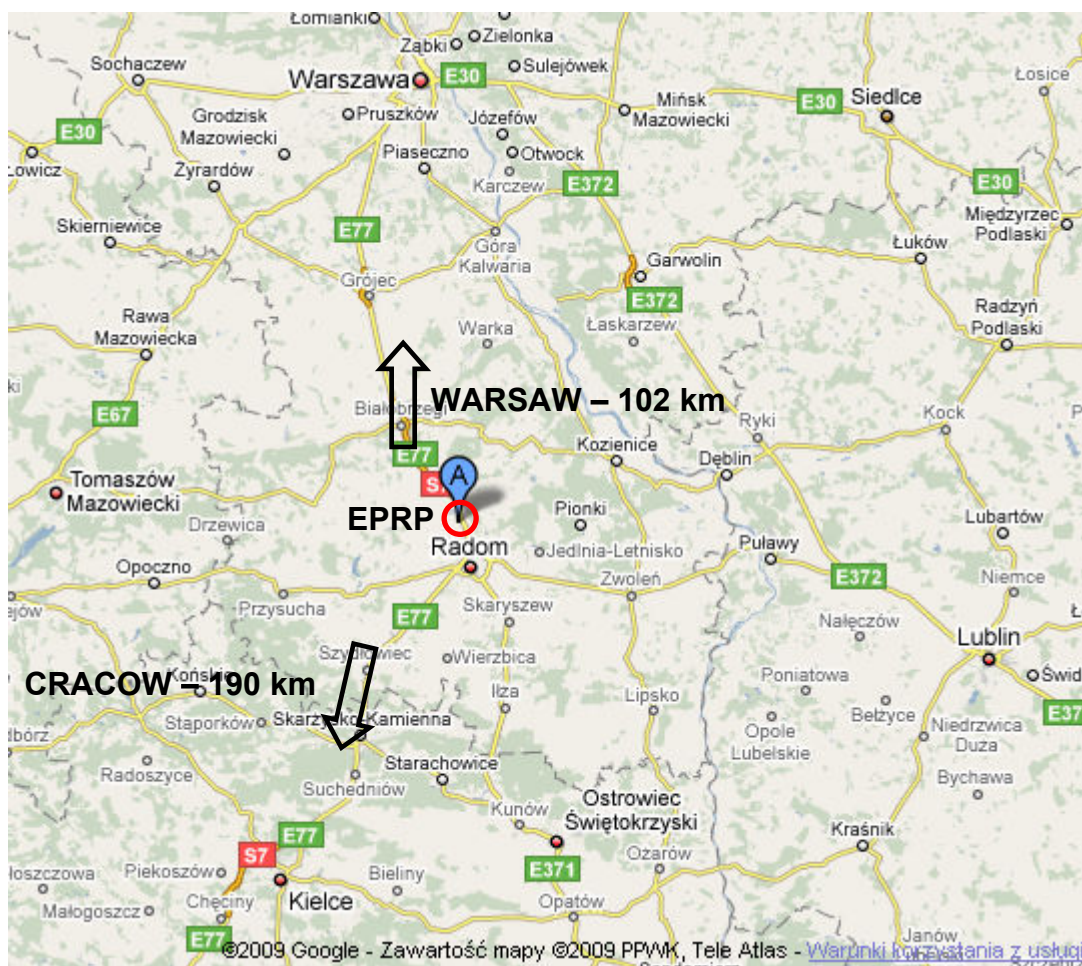 Łomianki
Ząbki
Zielonka
Sochaczew
Warszawa
E30
Sulejówek
Łosice
E30
Siedlce
Mińsk
Mazowiecki
Grodzisk
Mazowiecki
Pruszków
Józefów
E30
Łowicz
Żyrardów
Piaseczno
Otwock
Karczew
E372
E30
Międzyrzec
Podlaski
Skierniewice
E77
Góra
Kalwaria
Łuków
Grójec
Garwolin
E372
Rawa
Mazowiecka
Warka
Łaskarzew
Radzyń
Podlaski
WARSAW – 102 km
E67
Białobrzegi
Ryki
Kock
Kozienice
E77
Dęblin
Tomaszów
Mazowiecki
A
EPRP
Pionki
Lubartów
Drzewica
Radom
Jedlnia-Letnisko
Puławy
Opoczno
Zwoleń
E372
Niemce
Przysucha
E77
Skaryszew
Nałęczów
Lublin
Szydłowiec
Wierzbica
CRACOW – 190 km
Końskie
Iłża
Lipsko
Poniatowa
Świd
Stąporków
Skarżysko-Kamienna
Bełżyce
E37
Opole
Lubelskie
Niedrzwica
Duża
Radoszyce
Starachowice
Suchedniów
Bychawa
Kunów
Ostrowiec
Świętokrzyski
E77
Kraśnik
S7
Ożarów
Piekoszów
E371
Bieliny
Kielce
Małogoszcz
Chęciny
Opatów
E77
©2009 Google - Zawartość mapy ©2009 PPWK, Tele Atlas - Warunki korzystania z usług
Janów